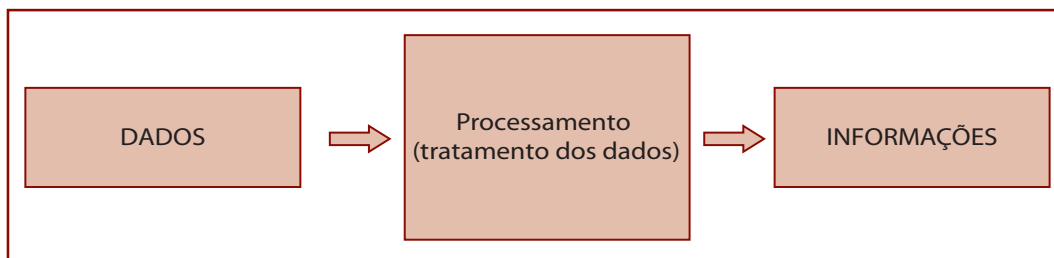 DADOS
Processamento
(tratamento dos dados)
INFORMAÇÕES